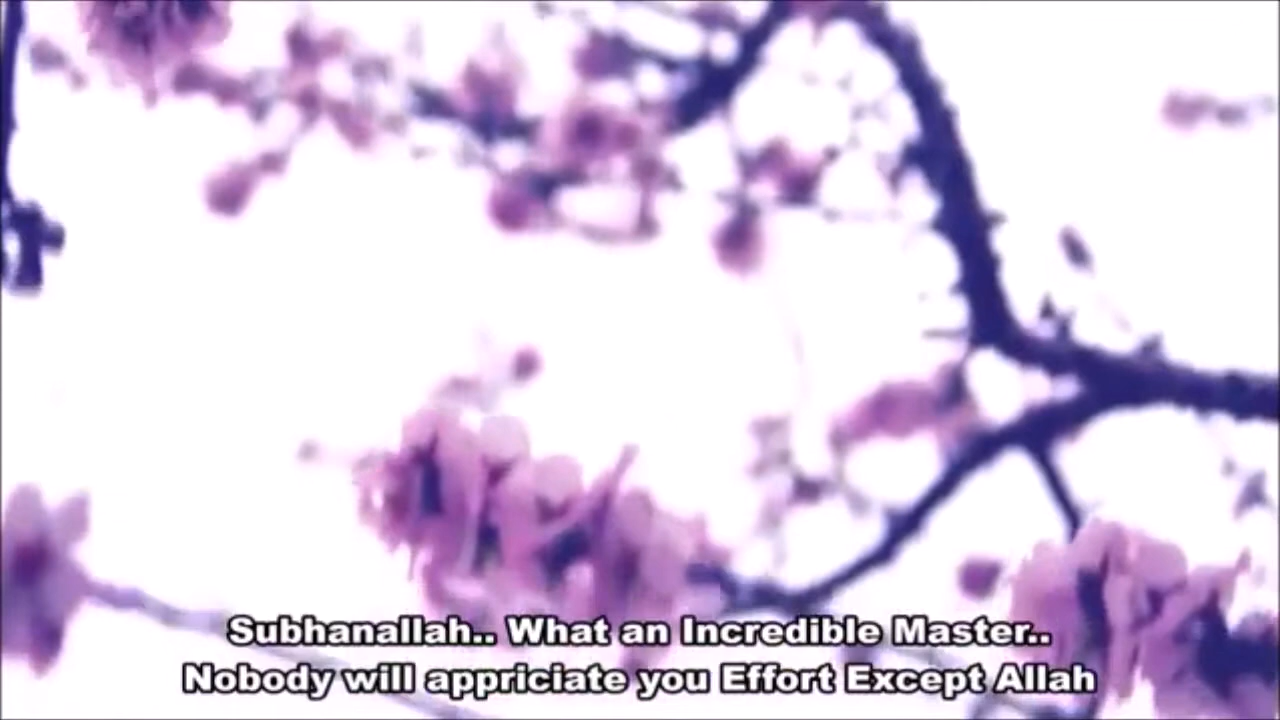 Subhanallah.. What an Incredible Master..
Nobody will appriciate you Effort Except Allah